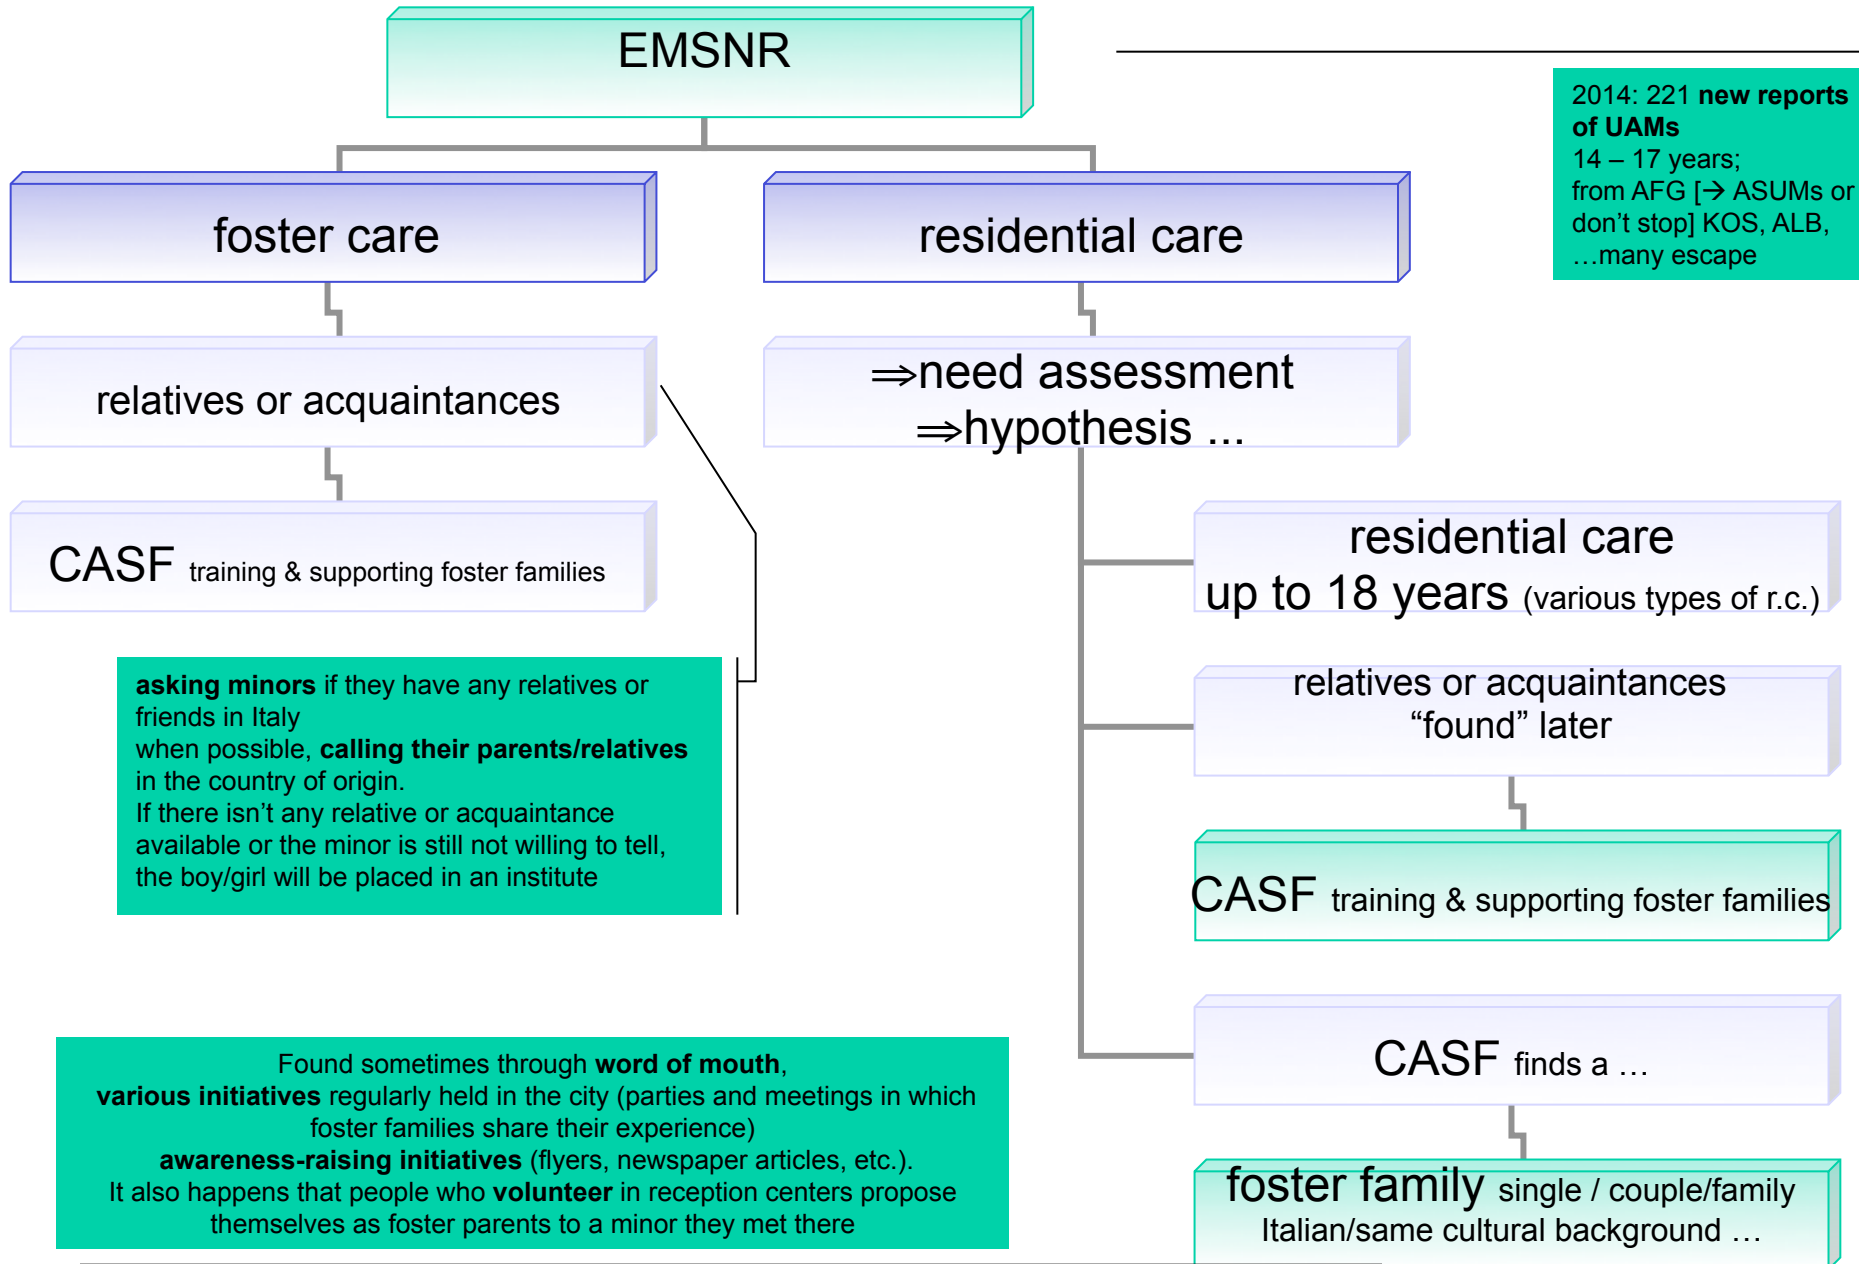 EMSNR
2014: 221 new reports
of UAMs
14 – 17 years;
from AFG [→ ASUMs or
don't stop] KOS, ALB,
…many escape
foster care
residential care
relatives or acquaintances
⇒need assessment
⇒hypothesis ...
CASF training & supporting foster families
residential care
up to 18 years (various types of r.c.)
asking minors if they have any relatives or
friends in Italy
when possible, calling their parents/relatives
in the country of origin.
If there isn't any relative or acquaintance
available or the minor is still not willing to tell,
the boy/girl will be placed in an institute
relatives or acquaintances
“found” later
CASF training & supporting foster families
CASF finds a …
Found sometimes through word of mouth,
various initiatives regularly held in the city (parties and meetings in which
foster families share their experience)
awareness-raising initiatives (flyers, newspaper articles, etc.).
It also happens that people who volunteer in reception centers propose
themselves as foster parents to a minor they met there
foster family single / couple/family
Italian/same cultural background …